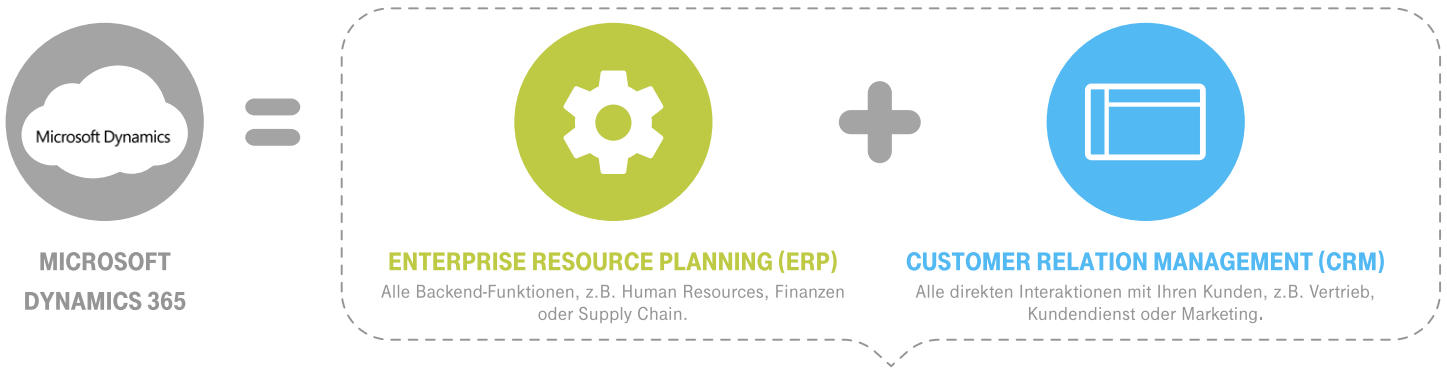 Microsoft Dynamics
MICROSOFT
DYNAMICS 365
ENTERPRISE RESOURCE PLANNING (ERP)
Alle Backend-Funktionen, z.B. Human Resources, Finanzen
oder Supply Chain.
CUSTOMER RELATION MANAGEMENT (CRM)
Alle direkten Interaktionen mit Ihren Kunden, z.B. Vertrieb,
Kundendienst oder Marketing.